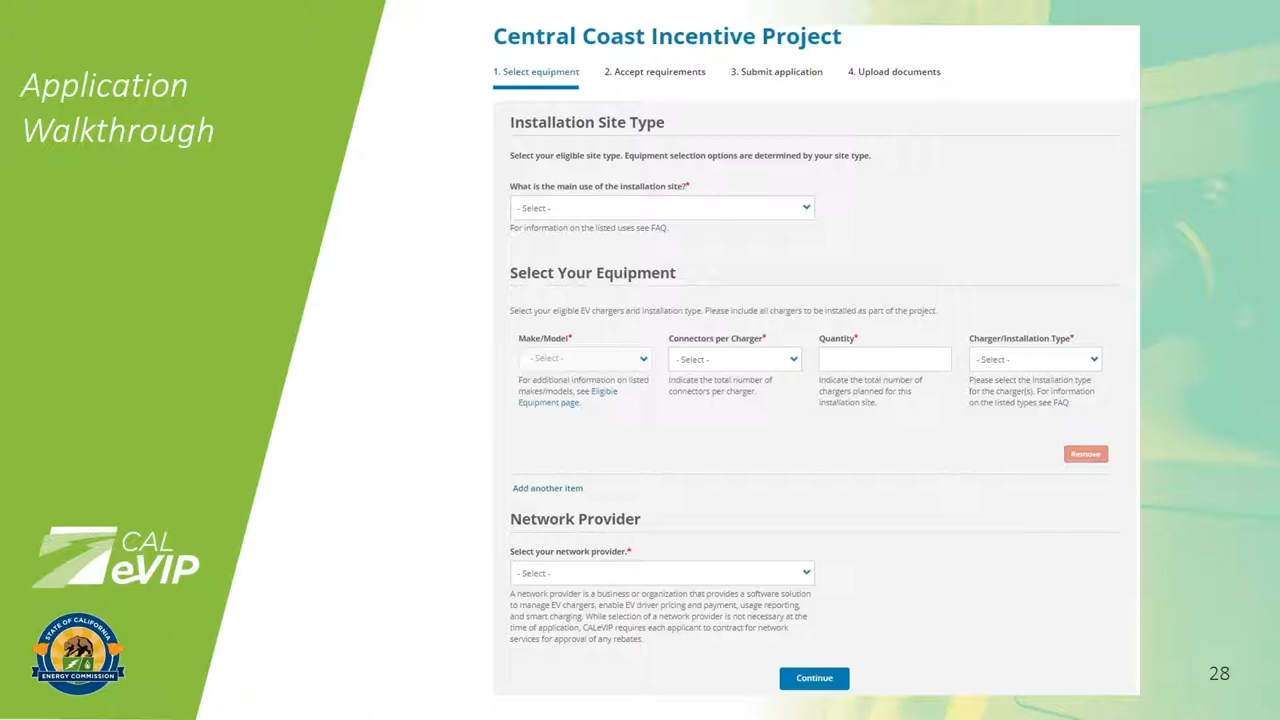 Application
Walkthrough
Central Coast Incentive Project
1. Select equipment 2. Accept requirements 3. Submit application 4. Upload documents
Installation Site Type
Select your eligible site type. Equipment selection options are determined by your site type.
What is the main use of the installation site?*
- Select -
For information on the listed uses see FAQ.
Select Your Equipment
Select your eligible EV chargers and installation type. Please include all chargers to be installed as part of the project.
Make/Model* Connectors per Charger* Quantity* Charger/Installation Type*
- Select - - Select - - Select -
For additional information on listed Indicate the total number of Indicate the total number of Please select the installation type
makes/models, see Eligible connectors per charger. chargers planned for this for the charger(s). For information
Equipment page. installation site. on the listed types see FAQ.
Remove
Add another item
Network Provider
Select your network provider.*
- Select -
A network provider is a business or organization that provides a software solution
to manage EV chargers, enable EV driver pricing and payment, usage reporting,
and smart charging. While selection of a network provider is not necessary at the
time of application, CALeVIP requires each applicant to contract for network
services for approval of any rebates.
Continue
CAL
eVIP
STATE OF CALIFORNIA
ENERGY COMMISSION
28